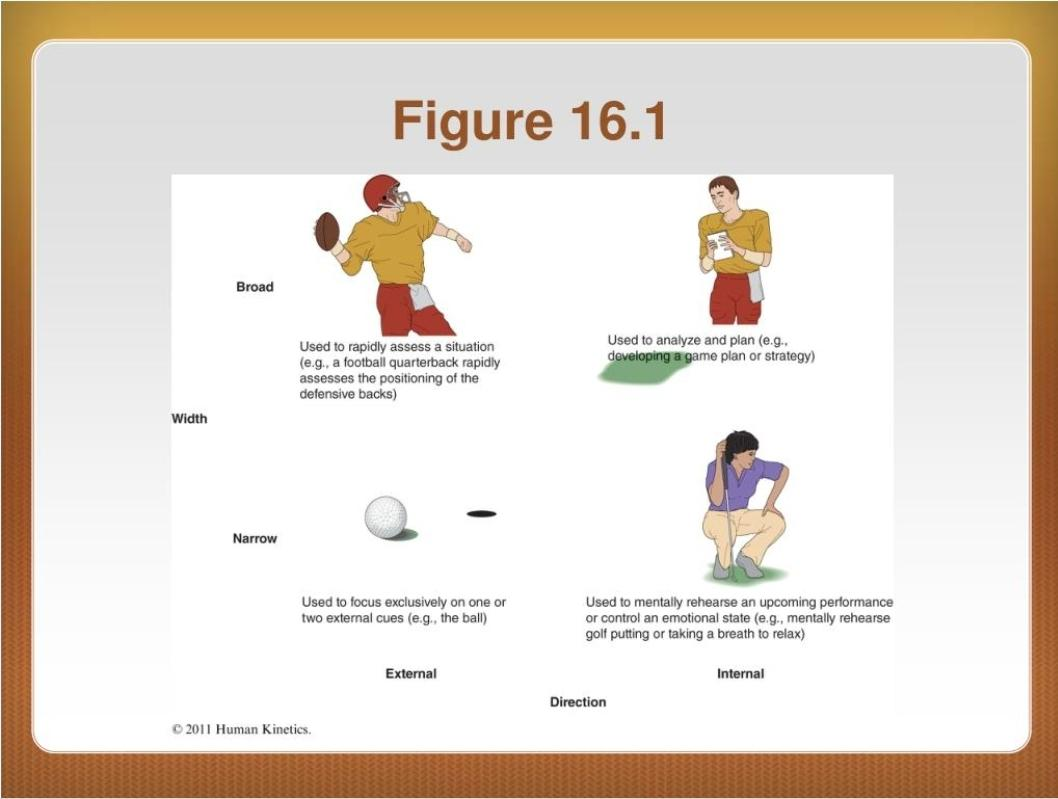 Figure 16.1
Broad
Used to rapidly assess a situation
(e.g., a football quarterback rapidly
assesses the positioning of the
defensive backs)
Used to analyze and plan (e.g.,
developing a game plan or strategy)
Width
Narrow
Used to focus exclusively on one or
two external cues (e.g., the ball)
Used to mentally rehearse an upcoming performance
or control an emotional state (e.g., mentally rehearse
golf putting or taking a breath to relax)
External
Internal
Direction
© 2011 Human Kinetics.